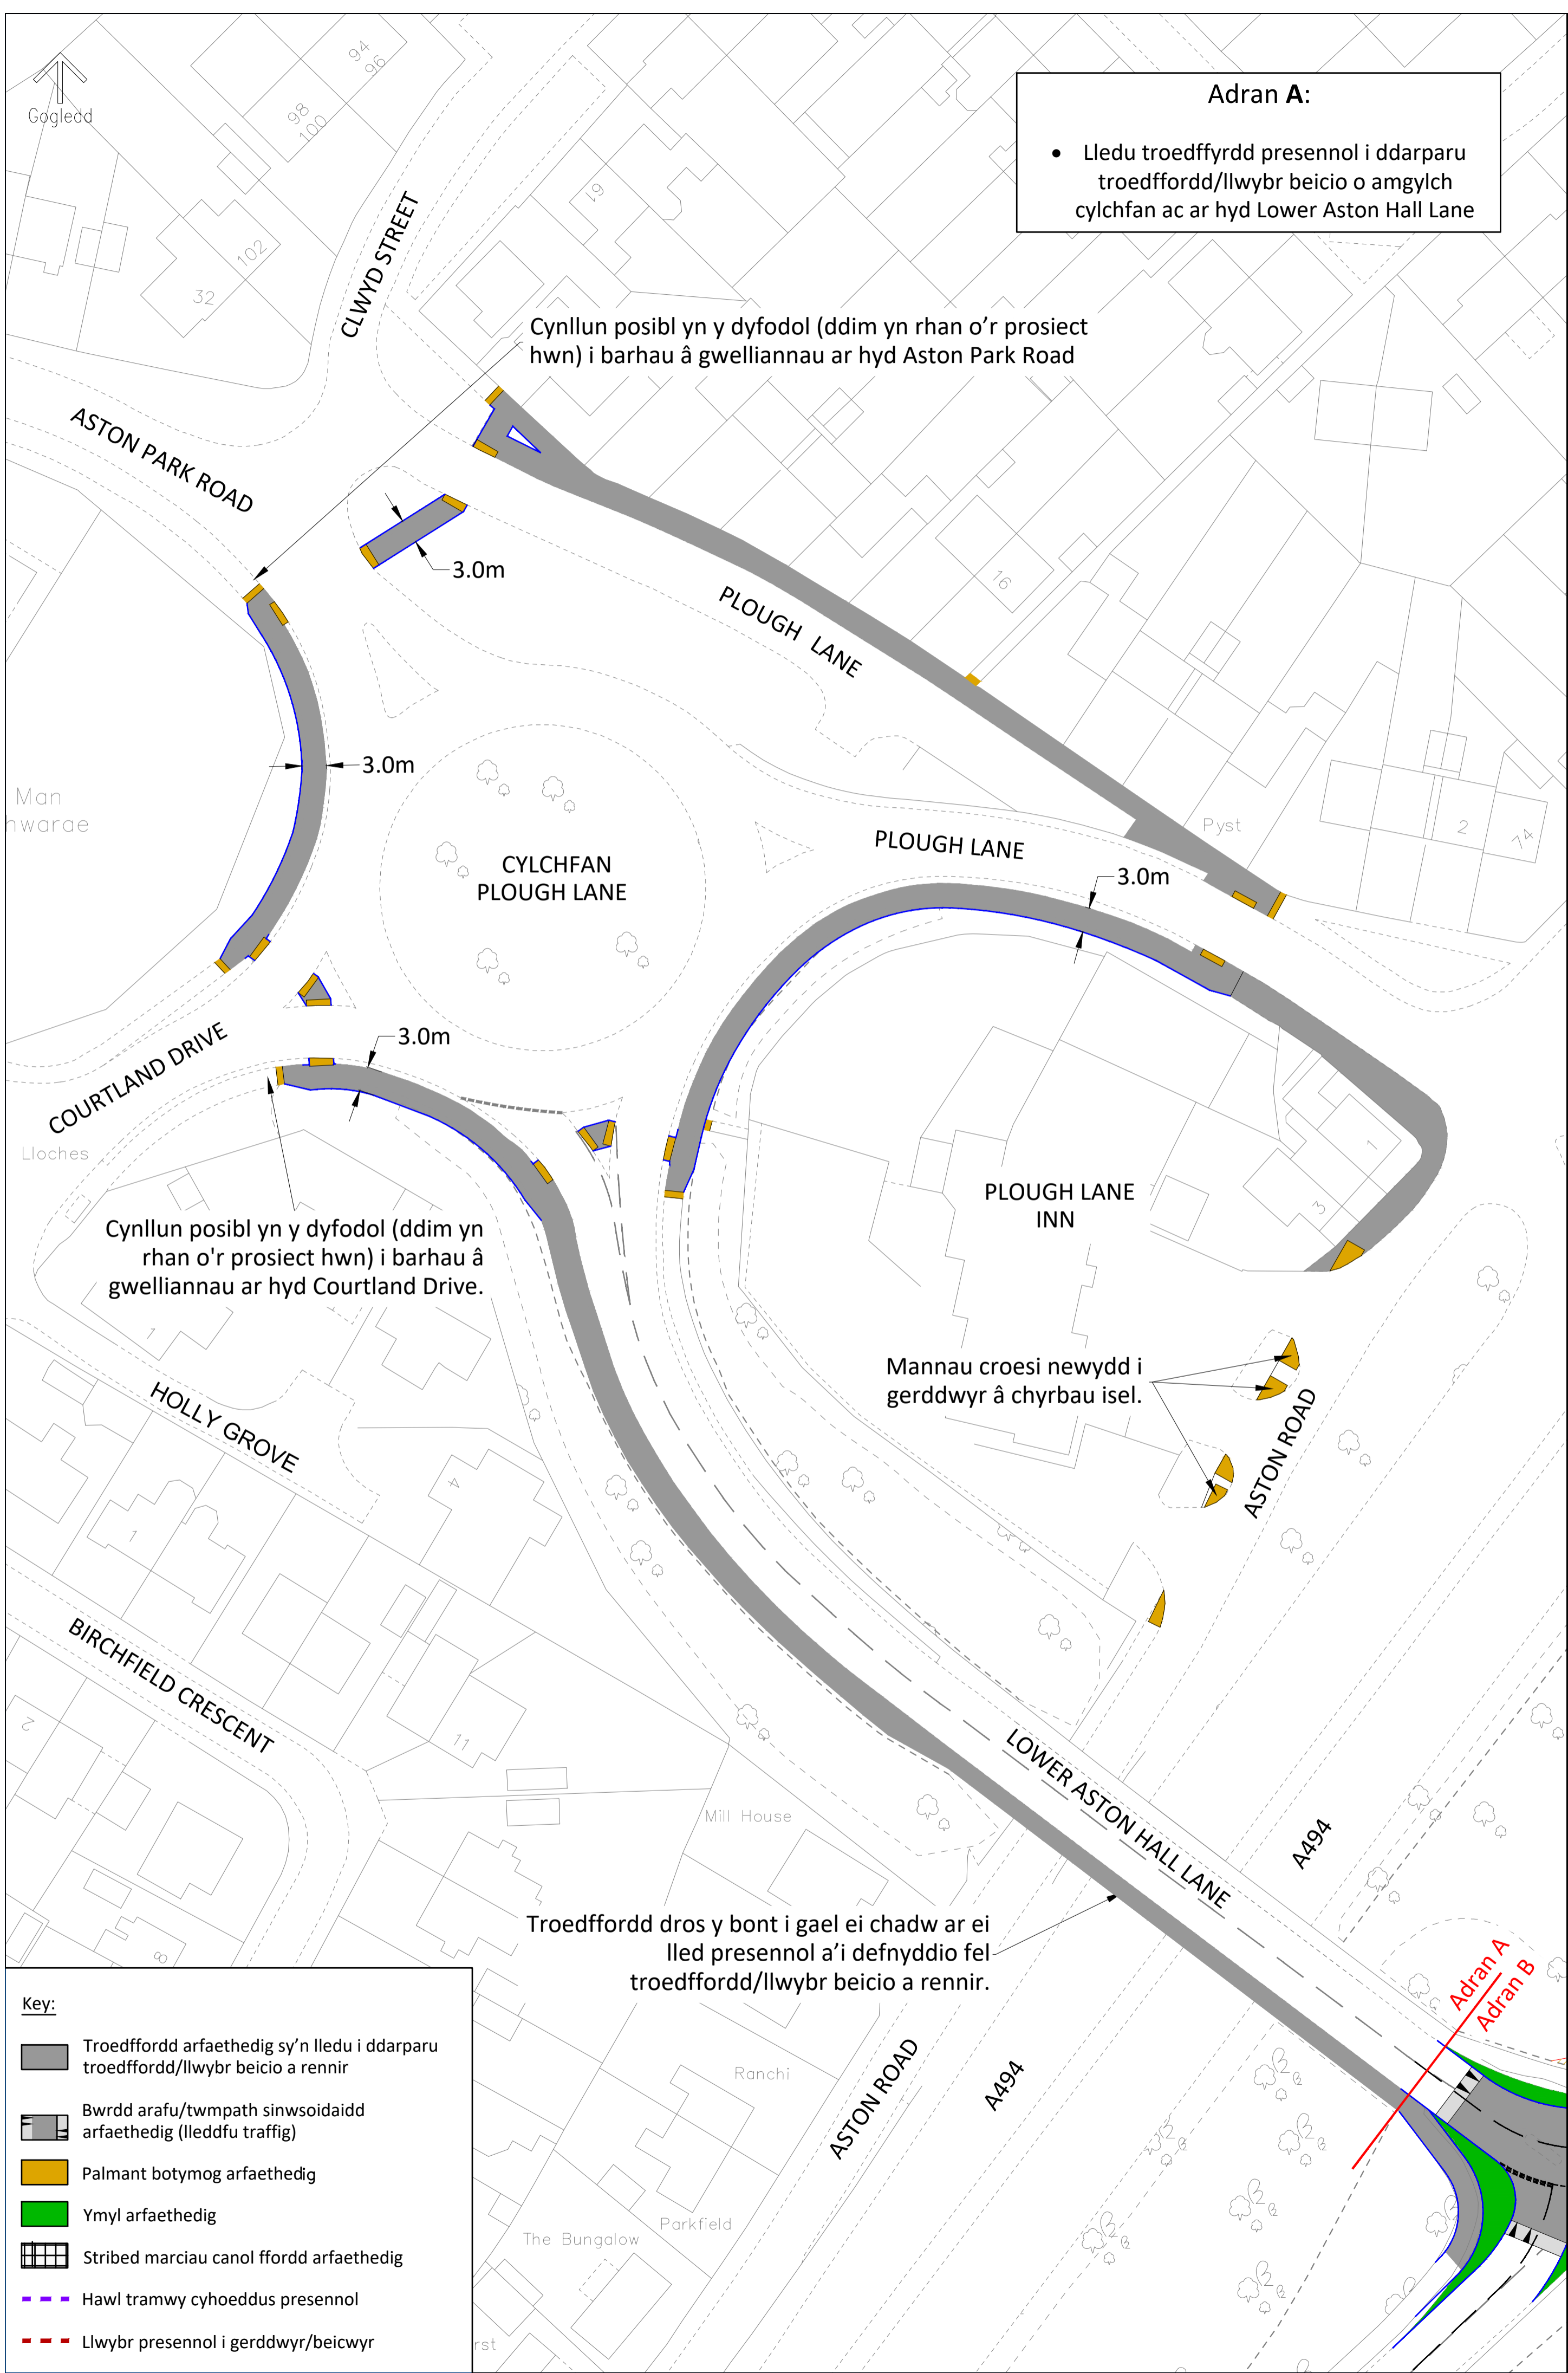 Gogledd
94
96
98
100
102
32
19
CLWYD STREET
Adran A:
• Lledu troedffyrdd presennol i ddarparu
troedffordd/llwybr beicio o amgylch
cylchfan ac ar hyd Lower Aston Hall Lane
Cynllun posibl yn y dyfodol (ddim yn rhan o’r prosiect
hwn) i barhau â gwelliannau ar hyd Aston Park Road
ASTON PARK ROAD
3.0m
16
PLOUGH LANE
3.0m
Man
hwarae
CYLCHFAN
PLOUGH LANE
PLOUGH LANE
Pyst
2
74
3.0m
3.0m
COURTLAND DRIVE
Lloches
1
3
PLOUGH LANE
INN
Cynllun posibl yn y dyfodol (ddim yn
rhan o'r prosiect hwn) i barhau â
gwelliannau ar hyd Courtland Drive.
1
Mannau croesi newydd i
gerddwyr â chyrbau isel.
ASTON ROAD
HOLLY GROVE
4
1
BIRCHFIELD CRESCENT
2
11
Mill House
LOWER ASTON HALL LANE
A494
Troedffordd dros y bont i gael ei chadw ar ei
lled presennol a’i defnyddio fel
troedffordd/llwybr beicio a rennir.
8
Adran A
Adran B
ASTON ROAD
A494
Ranchi
Parkfield
The Bungalow
rst
Key:
Troedffordd arfaethedig sy’n lledu i ddarparu
troedffordd/llwybr beicio a rennir
Bwrdd arafu/twmpath sinwsoidaidd
arfaethedig (lleddfu traffig)
Palmant botymog arfaethedig
Ymyl arfaethedig
Stribed marciau canol ffordd arfaethedig
Hawl tramwy cyhoeddus presennol
Llwybr presennol i gerddwyr/beicwyr